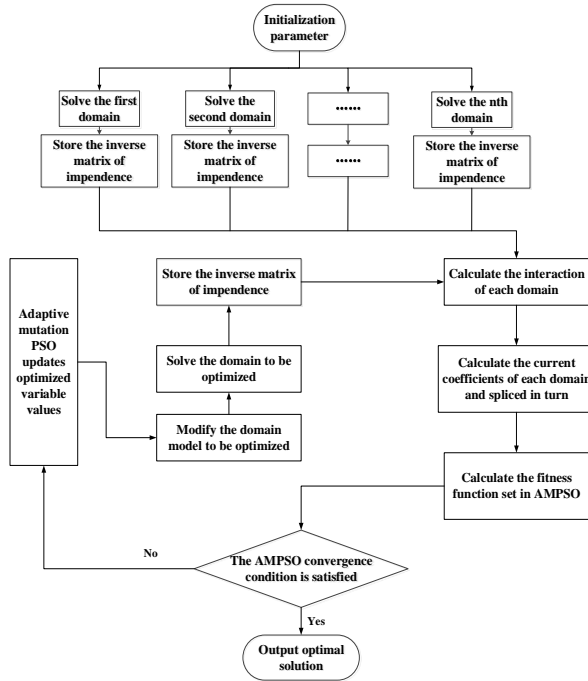 Initialization
parameter
Solve the first
domain
Solve the
second domain
......
Solve the nth
domain
Store the inverse
matrix of
impendence
Store the inverse
matrix of
impendence
......
Store the inverse
matrix of
impendence
Adaptive
mutation
PSO
updates
optimized
variable
values
Store the inverse matrix
of impendence
Calculate the interaction
of each domain
Solve the domain to be
optimized
Calculate the current
coefficients of each domain
and spliced in turn
Modify the domain
model to be optimized
Calculate the fitness
function set in AMPSO
No
The AMPSO convergence
condition is satisfied
Yes
Output optimal
solution